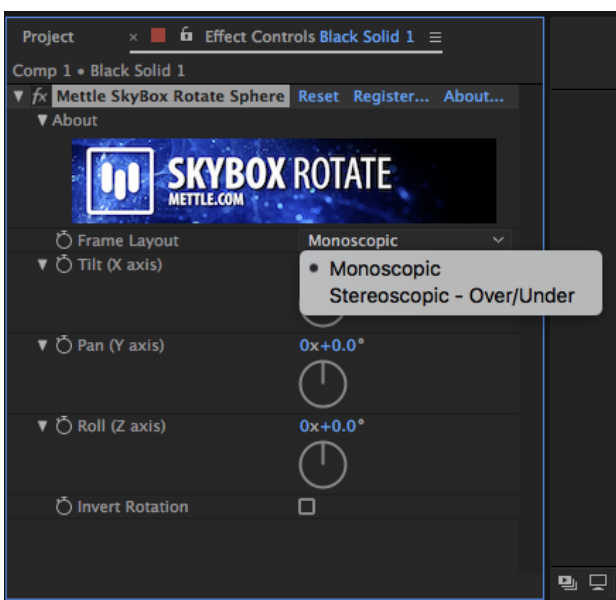 Project × Effect Controls Black Solid 1
Comp 1 • Black Solid 1
fx Mettle SkyBox Rotate Sphere Reset Register... About...
About
SKYBOX ROTATE
METTLE.COM
Frame Layout Monoscopic
• Monoscopic
Tilt (X axis)
Stereoscopic - Over/Under
Pan (Y axis) 0x+0.0°
Roll (Z axis) 0x+0.0°
Invert Rotation